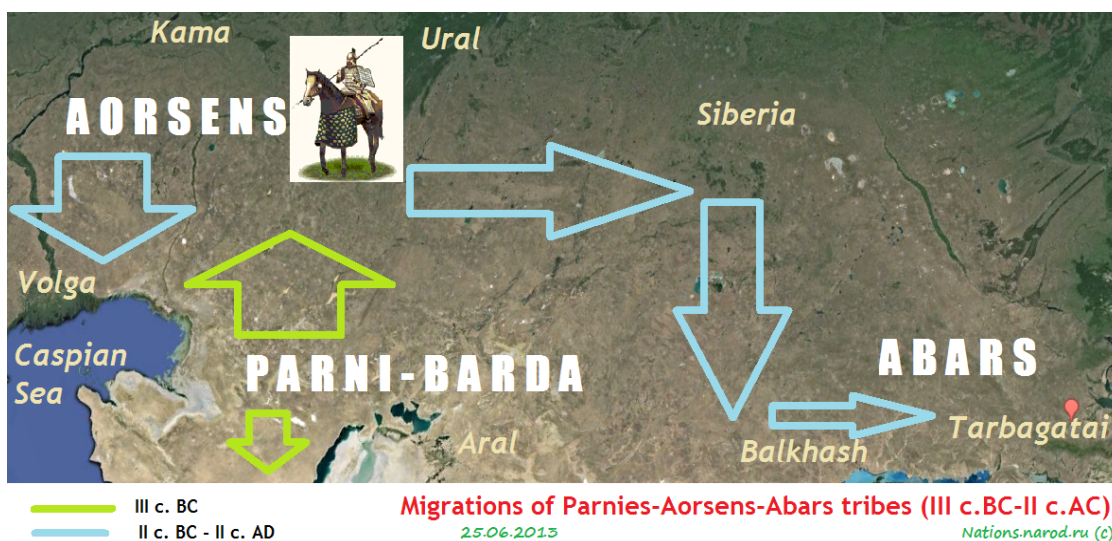 Kama
Ural
AORSENS
Siberia
Volga
Caspian
Sea
PARNI-BARDA
ABARS
Aral
Balkhash
Tarbagatai
III c. BC
II c. BC - II c. AD
Migrations of Parnies-Aorsens-Abars tribes (III c.BC-II c.AC)
25.06.2013
Nations.narod.ru (c)